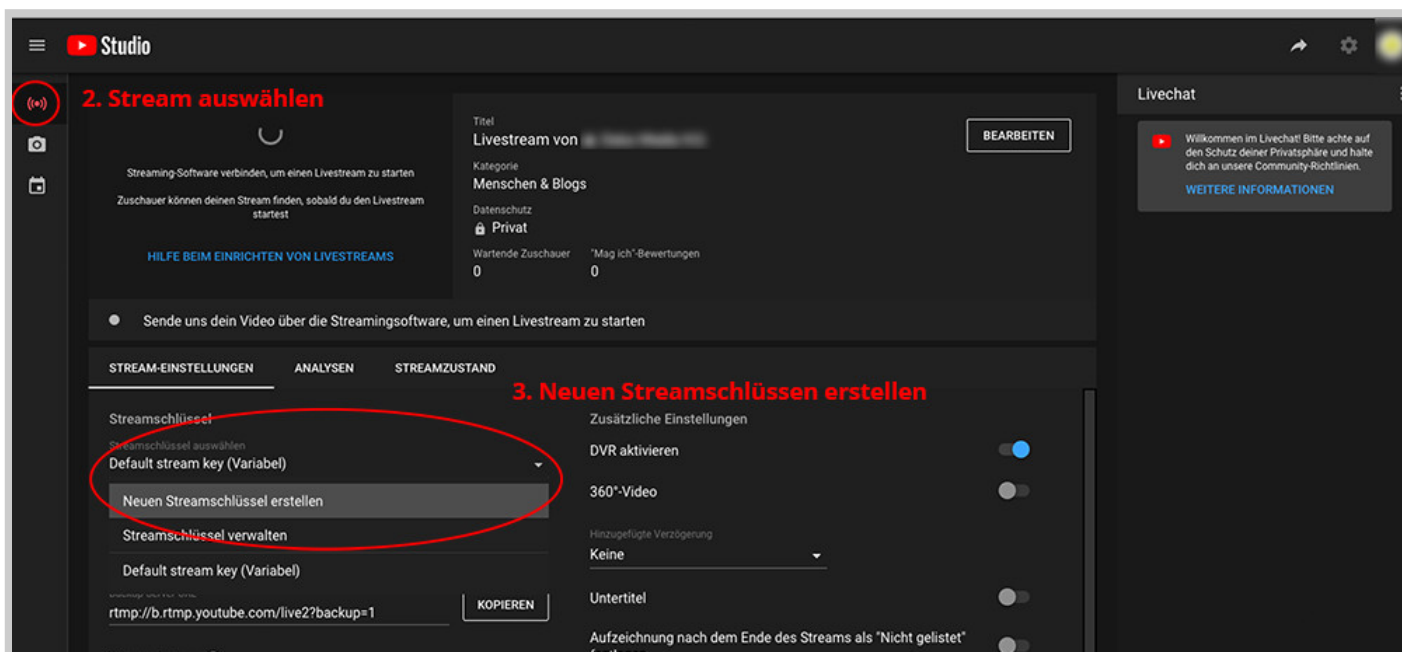 Studio
2. Stream auswählen
Streaming-Software verbinden, um einen Livestream zu starten
Zuschauer können deinen Stream finden, sobald du den Livestream
startest
HILFE BEIM EINRICHTEN VON LIVESTREAMS
Titel
Livestream von
Kategorie
Menschen & Blogs
Datenschutz
Privat
Wartende Zuschauer
"Mag ich"-Bewertungen
0
0
BEARBEITEN
Livechat
Willkommen im Livechat! Bitte achte auf
den Schutz deiner Privatsphäre und halte
dich an unsere Community-Richtlinien.
WEITERE INFORMATIONEN
Sende uns dein Video über die Streamingsoftware, um einen Livestream zu starten
STREAM-EINSTELLUNGEN ANALYSEN STREAMZUSTAND
3. Neuen Streamschlüssen erstellen
Streamschlüssel
Streamschlüssel auswählen
Default stream key (Variabel)
Neuen Streamschlüssel erstellen
Streamschlüssel verwalten
Default stream key (Variabel)
rtmp://b.rtmp.youtube.com/live2?backup=1
KOPIEREN
Zusätzliche Einstellungen
DVR aktivieren
360°-Video
Hinzugefügte Verzögerung
Keine
Untertitel
Aufzeichnung nach dem Ende des Streams als "Nicht gelistet"